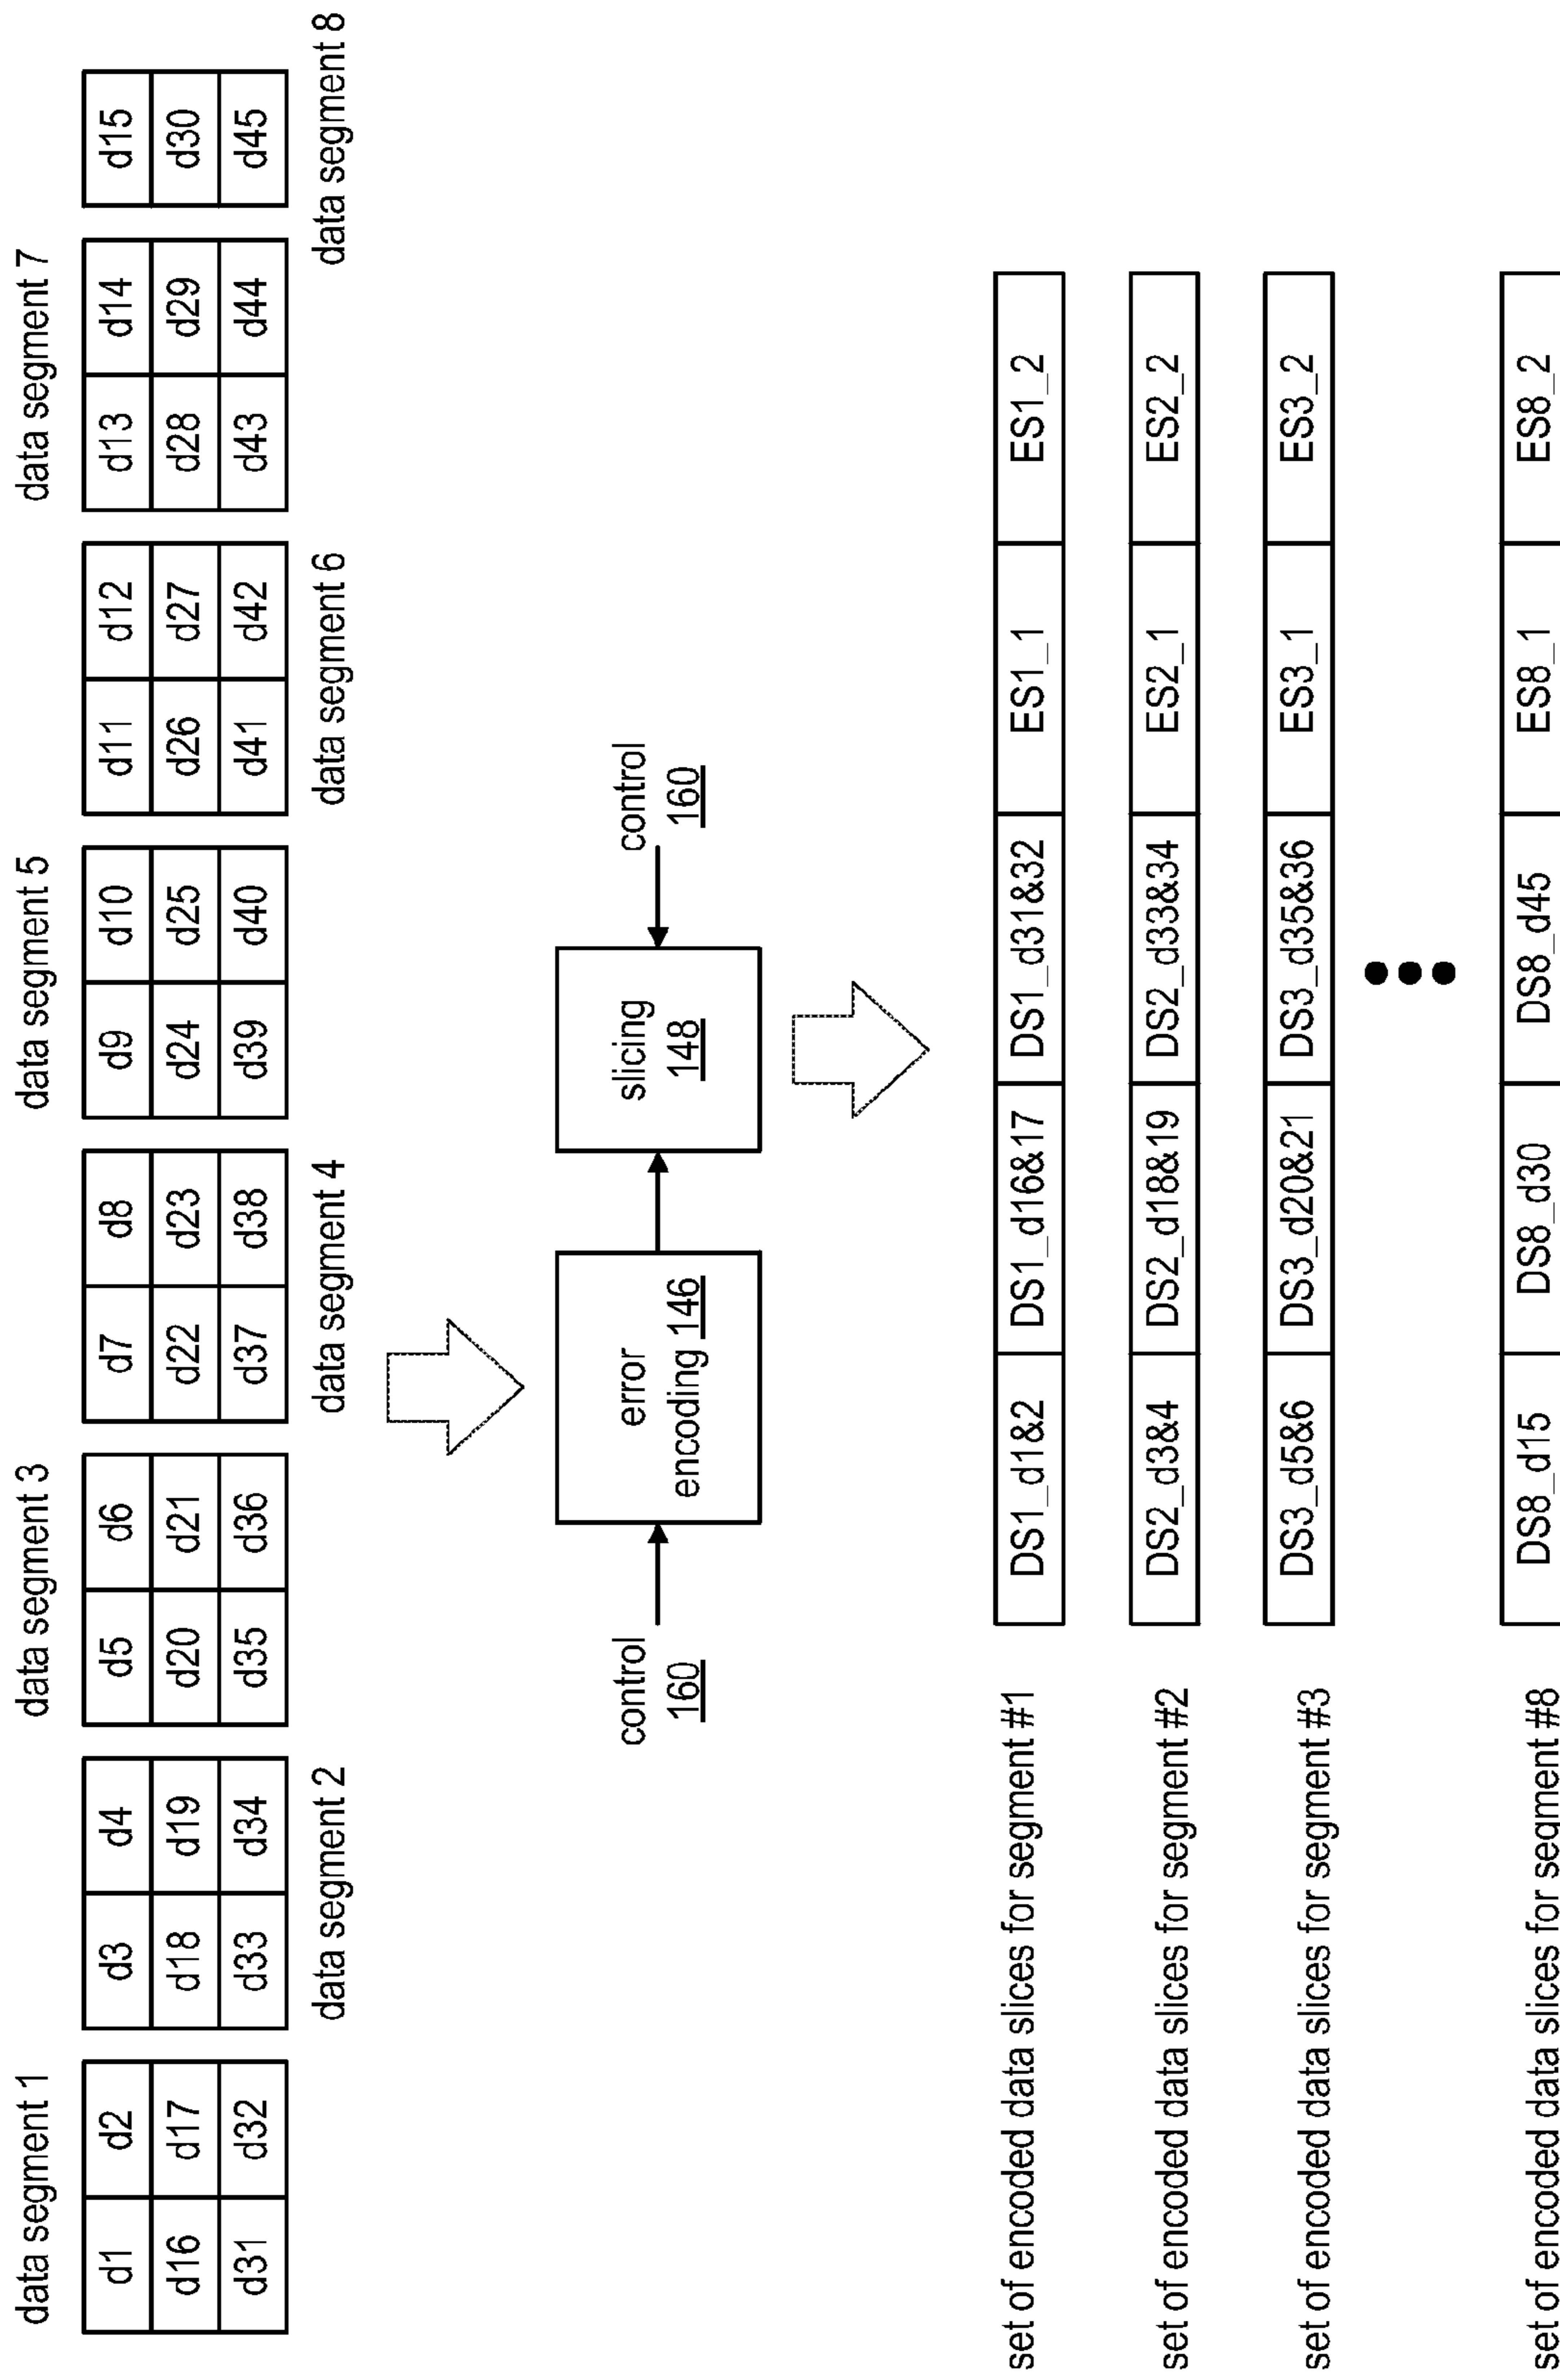 data segment 1
data segment 3
data segment 5
data segment 7
d1 d2 d3 d4 d5 d6 d7 d8 d9 d10 d11 d12 d13 d14 d15
d16 d17 d18 d19 d20 d21 d22 d23 d24 d25 d26 d27 d28 d29 d30
d31 d32 d33 d34 d35 d36 d37 d38 d39 d40 d41 d42 d43 d44 d45
data segment 2
data segment 4
data segment 6
data segment 8
control
160
error
encoding 146
slicing
148
control
160
set of encoded data slices for segment #1
DS1_d1&2 DS1_d16&17 DS1_d31&32 ES1_1 ES1_2
set of encoded data slices for segment #2
DS2_d3&4 DS2_d18&19 DS2_d33&34 ES2_1 ES2_2
set of encoded data slices for segment #3
DS3_d5&6 DS3_d20&21 DS3_d35&36 ES3_1 ES3_2
set of encoded data slices for segment #8
DS8_d15 DS8_d30 DS8_d45 ES8_1 ES8_2